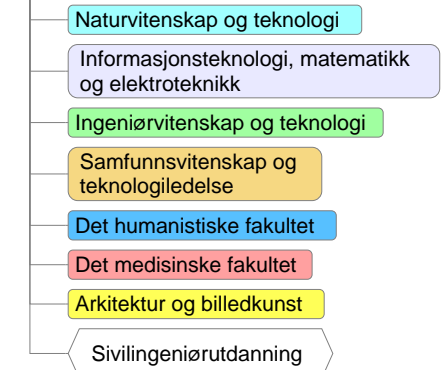 Naturvitenskap og teknologi
Informasjonsteknologi, matematikk
og elektroteknikk
Ingeniørvitenskap og teknologi
Samfunnsvitenskap og
teknologiledelse
Det humanistiske fakultet
Det medisinske fakultet
Arkitektur og billedkunst
Sivilingeniørutdanning